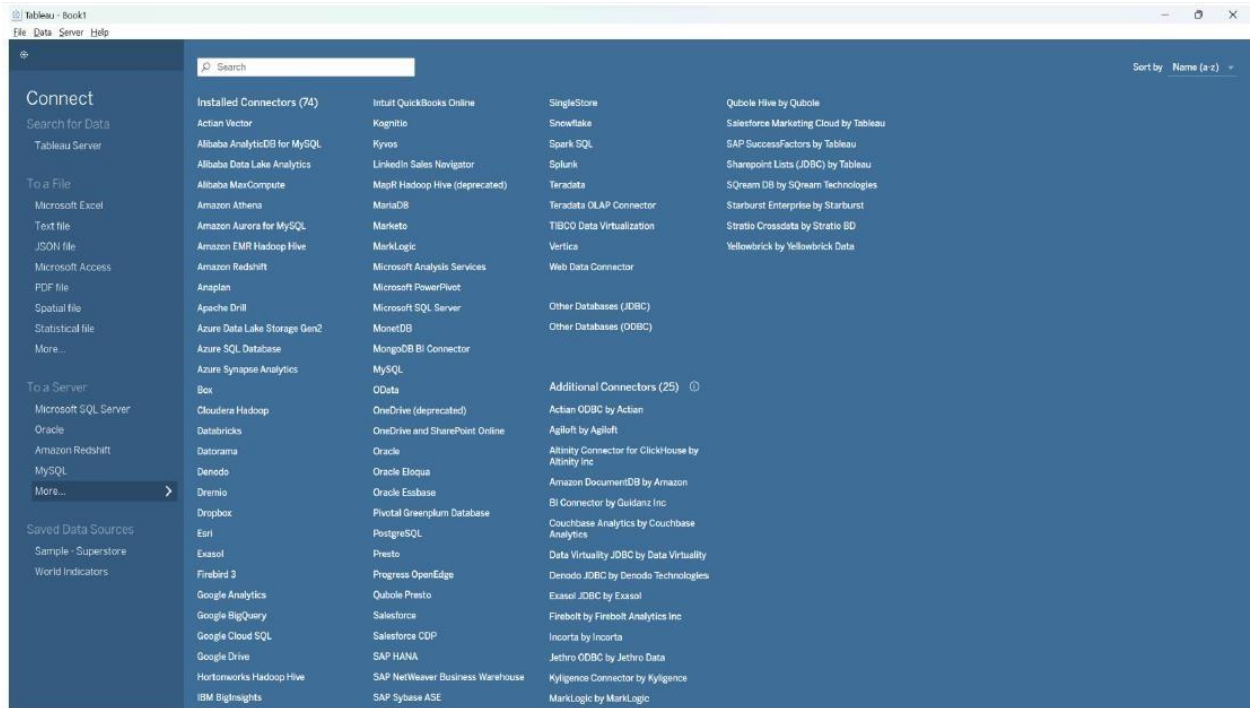 Tableau - Book1
File Data Server Help
Connect
Search for Data
Tableau Server
To a File
Microsoft Excel
Text file
JSON file
Microsoft Access
PDF file
Spatial file
Statistical file
More...
To a Server
Microsoft SQL Server
Oracle
Amazon Redshift
MySQL
More...
Saved Data Sources
Sample - Superstore
World Indicators
Search
Sort by Name (a-z)
Installed Connectors (74)
Actian Vector
Alibaba AnalyticDB for MySQL
Alibaba Data Lake Analytics
Alibaba MaxCompute
Amazon Athena
Amazon Aurora for MySQL
Amazon EMR Hadoop Hive
Amazon Redshift
Anaplan
Apache Drill
Azure Data Lake Storage Gen2
Azure SQL Database
Azure Synapse Analytics
Box
Cloudera Hadoop
Databricks
Datorama
Denodo
Dremio
Dropbox
Esri
Exasol
Firebird 3
Google Analytics
Google BigQuery
Google Cloud SQL
Google Drive
Hortonworks Hadoop Hive
IBM BigInsights
Intuit QuickBooks Online
Kognitio
Kyvos
LinkedIn Sales Navigator
MapR Hadoop Hive (deprecated)
MariaDB
Marketo
MarkLogic
Microsoft Analysis Services
Microsoft PowerPivot
Microsoft SQL Server
MonetDB
MongoDB BI Connector
MySQL
OData
OneDrive (deprecated)
OneDrive and SharePoint Online
Oracle
Oracle Eloqua
Oracle Essbase
Pivotal Greenplum Database
PostgreSQL
Presto
Progress OpenEdge
Qubole Presto
Salesforce
Salesforce CDP
SAP HANA
SAP NetWeaver Business Warehouse
SAP Sybase ASE
SingleStore
Snowflake
Spark SQL
Splunk
Teradata
Teradata OLAP Connector
TIBCO Data Virtualization
Vertica
Web Data Connector
Other Databases (JDBC)
Other Databases (ODBC)
Additional Connectors (25)
Actian ODBC by Actian
Agiloft by Agiloft
Altinity Connector for ClickHouse by
Altinity Inc
Amazon DocumentDB by Amazon
BI Connector by Guidanz Inc
Couchbase Analytics by Couchbase
Analytics
Data Virtuality JDBC by Data Virtuality
Denodo JDBC by Denodo Technologies
Exasol JDBC by Exasol
Firebolt by Firebolt Analytics Inc
Incorta by Incorta
Jethro ODBC by Jethro Data
Kyligence Connector by Kyligence
MarkLogic by MarkLogic
Qubole Hive by Qubole
Salesforce Marketing Cloud by Tableau
SAP SuccessFactors by Tableau
Sharepoint Lists (JDBC) by Tableau
SQream DB by SQream Technologies
Starburst Enterprise by Starburst
Stratio Crossdata by Stratio BD
Yellowbrick by Yellowbrick Data